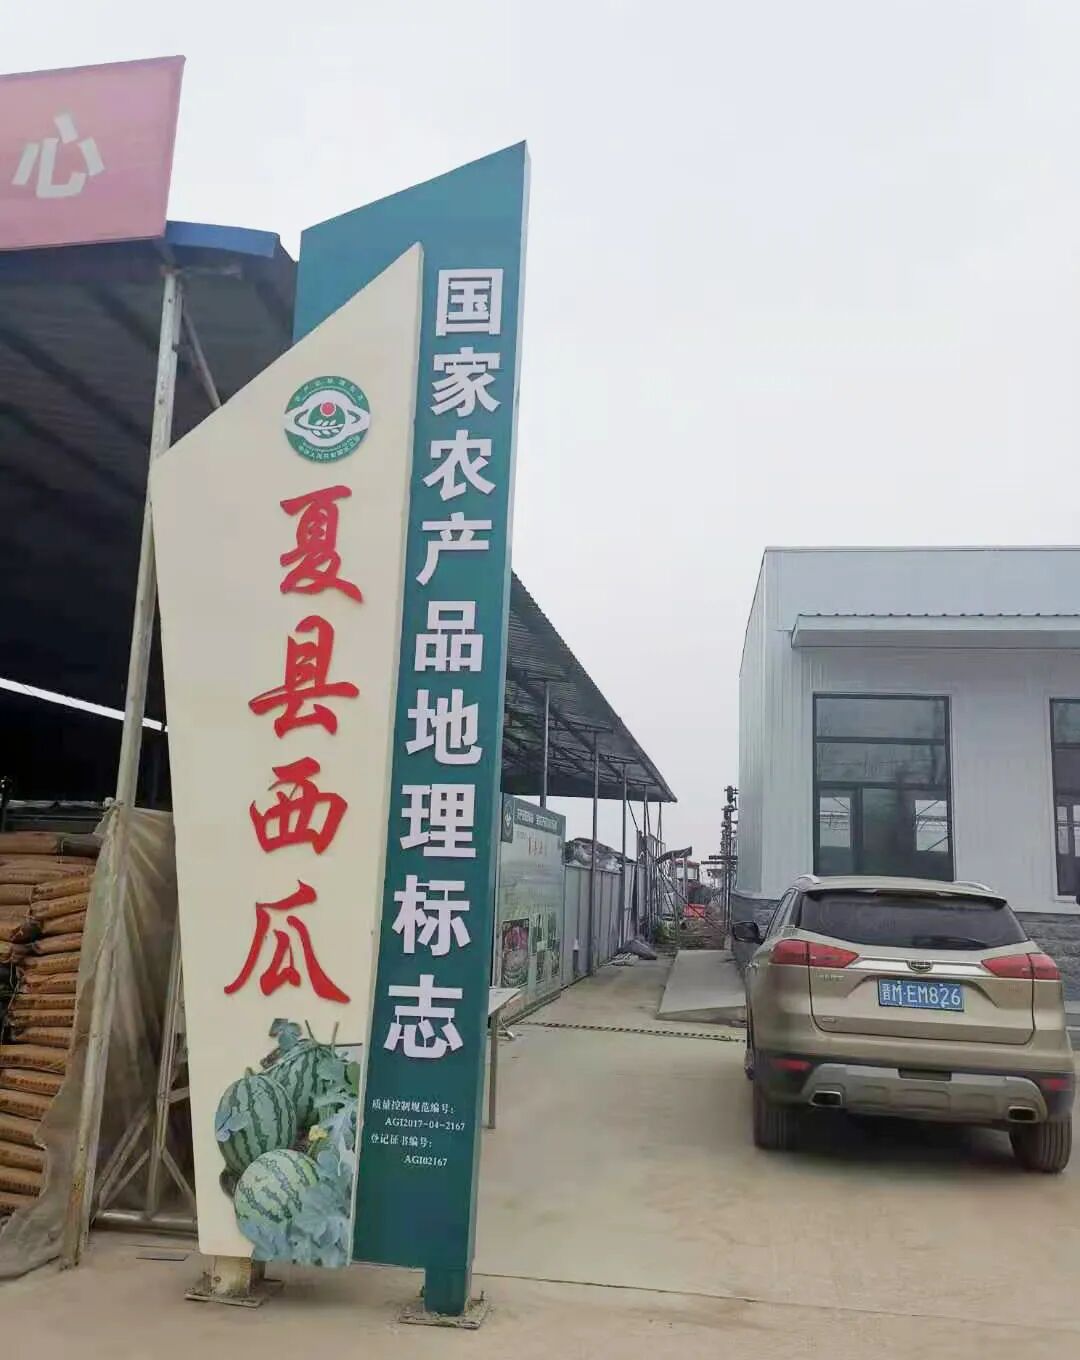 心
国家农产品地理标志
夏县西瓜
质量控制规范编号:
AGI2017-04-2167
登记证书编号:
AGI02167
晋M·EM826